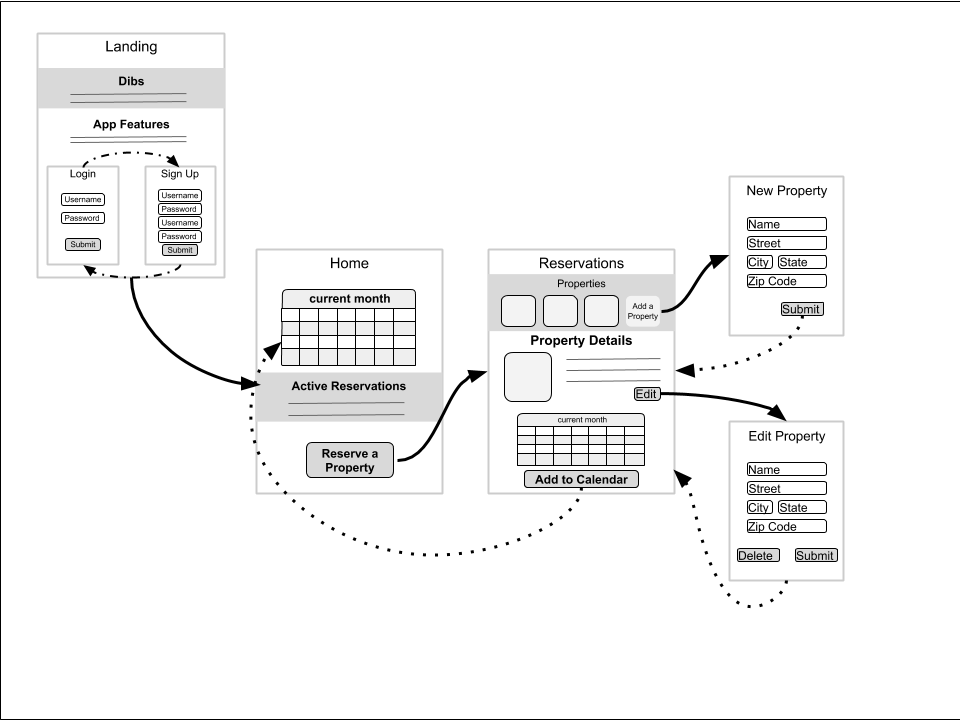 Landing
Dibs
App Features
Login
Username
Password
Submit
Sign Up
Username
Password
Username
Password
Submit
Home
current month
Active Reservations
Reserve a
Property
Reservations
Properties
Add a
Property
Property Details
Edit
current month
Add to Calendar
New Property
Name
Street
City State
Zip Code
Submit
Edit Property
Name
Street
City State
Zip Code
Delete Submit